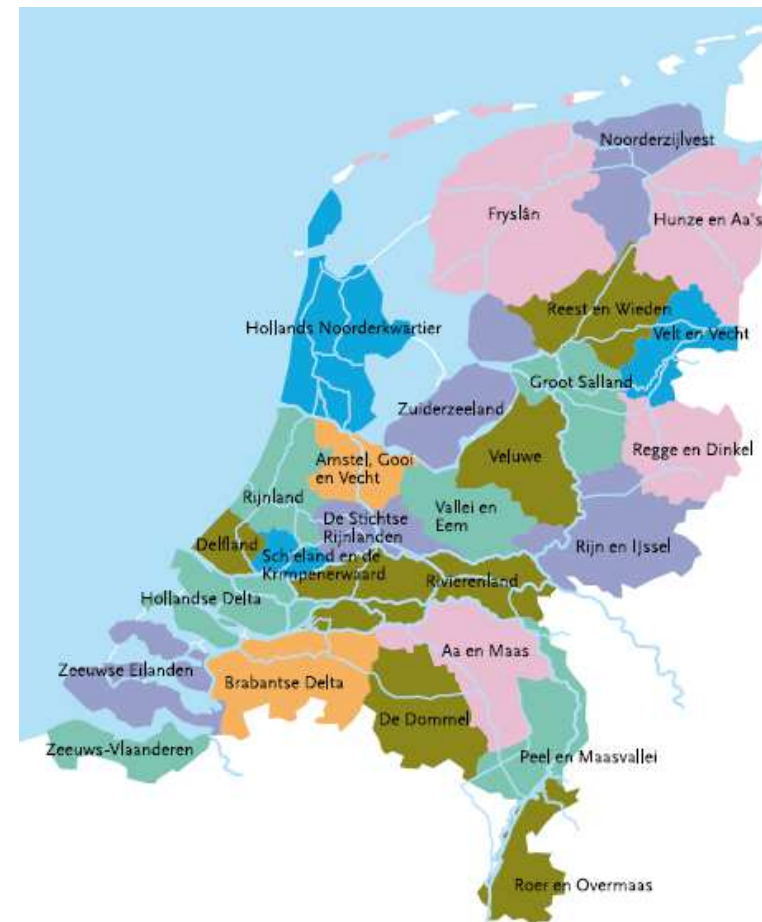 Noorderzijlvest
Fryslân
Hunze en Aa's
Reest en Wieden
Hollands Noorderkwartier
Velt en Vecht
Groot Salland
Zuiderzeeland
Regge en Dinkel
Veluwe
Amstel, Gooi
en Vecht
Rijnland
Vallei en
Eem
De Stichtse
Rijnlanden
Delfland
Rijn en IJssel
Schieland en de
Krimpenerwaard
Rivierenland
Hollandse Delta
Aa en Maas
Zeeuwse Eilanden
Brabantse Delta
De Dommel
Zeeuws-Vlaanderen
Peel en Maasvallei
Roer en Overmaas